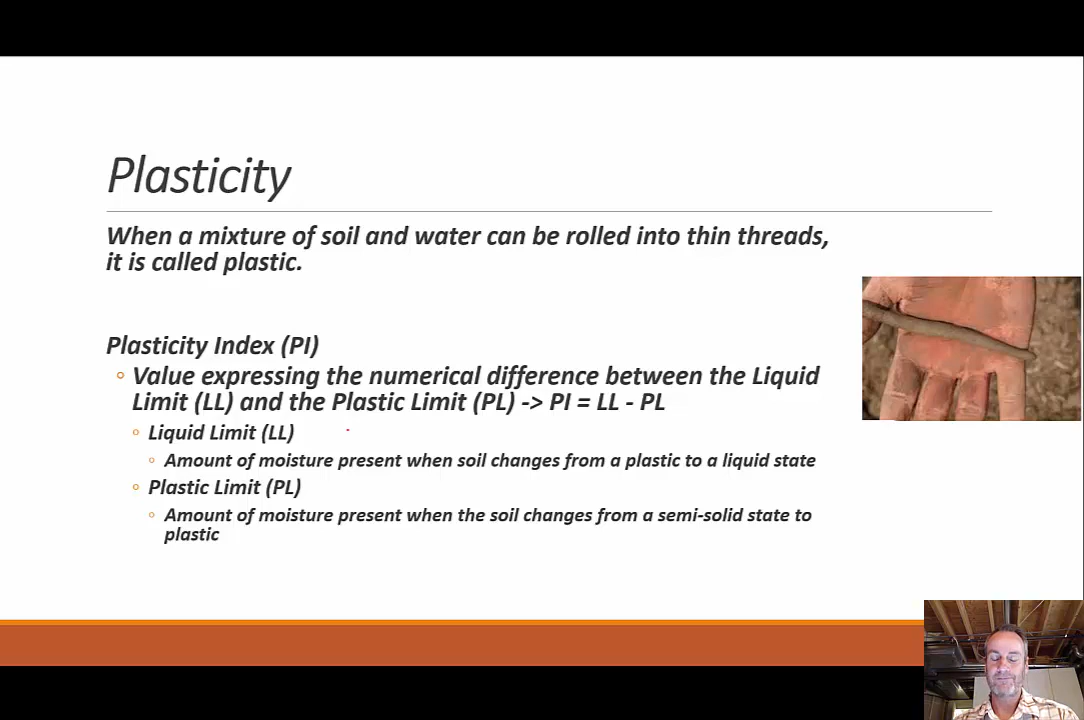 Plasticity
When a mixture of soil and water can be rolled into thin threads,
it is called plastic.
Plasticity Index (PI)
Value expressing the numerical difference between the Liquid
Limit (LL) and the Plastic Limit (PL) -> PI = LL - PL
Liquid Limit (LL)
Amount of moisture present when soil changes from a plastic to a liquid state
Plastic Limit (PL)
Amount of moisture present when the soil changes from a semi-solid state to
plastic